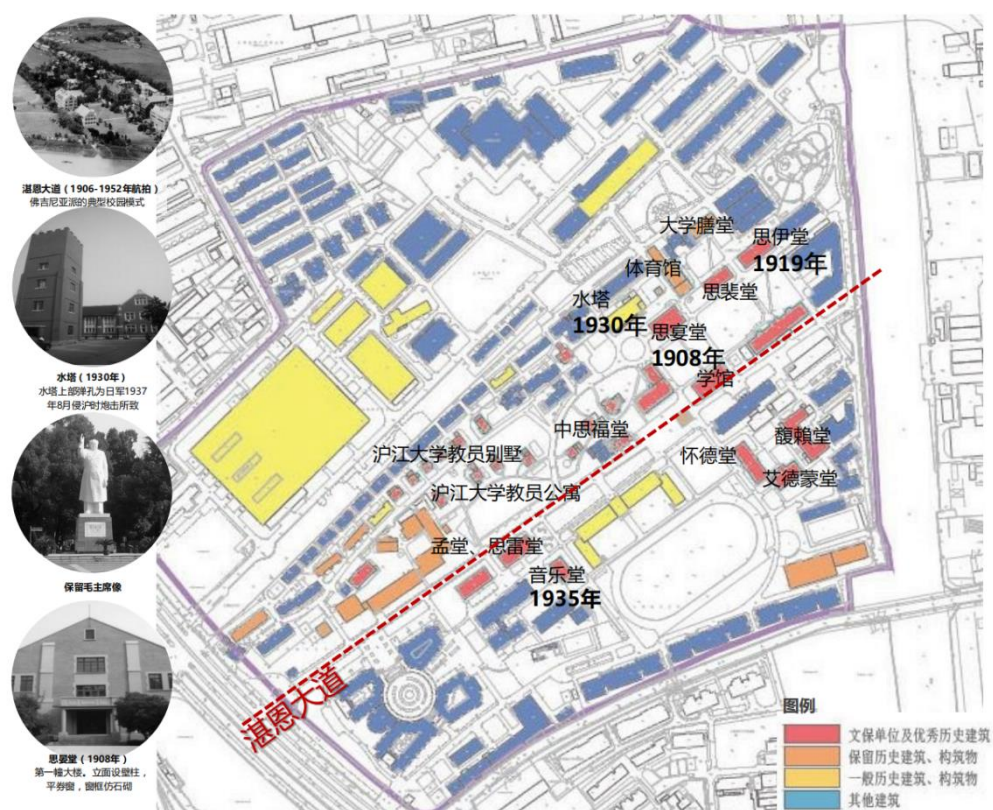 湛恩大道（1906-1952年航拍）
佛吉尼亚派的典型校园模式
水塔（1930年）
水塔上部弹孔为日军1937
年8月侵沪时炮击所致
保留毛主席像
思晏堂（1908年）
第一幢大楼。立面设壁柱，
平券窗，窗框仿石砌
大学膳堂
思伊堂
1919年
体育馆
思裴堂
水塔
1930年
思宴堂
1908年
学馆
中思福堂
馥赖堂
怀德堂
艾德蒙堂
沪江大学教员别墅
沪江大学教员公寓
孟堂、思雷堂
音乐堂
1935年
湛恩大道
图例
文保单位及优秀历史建筑
保留历史建筑、构筑物
一般历史建筑、构筑物
其他建筑